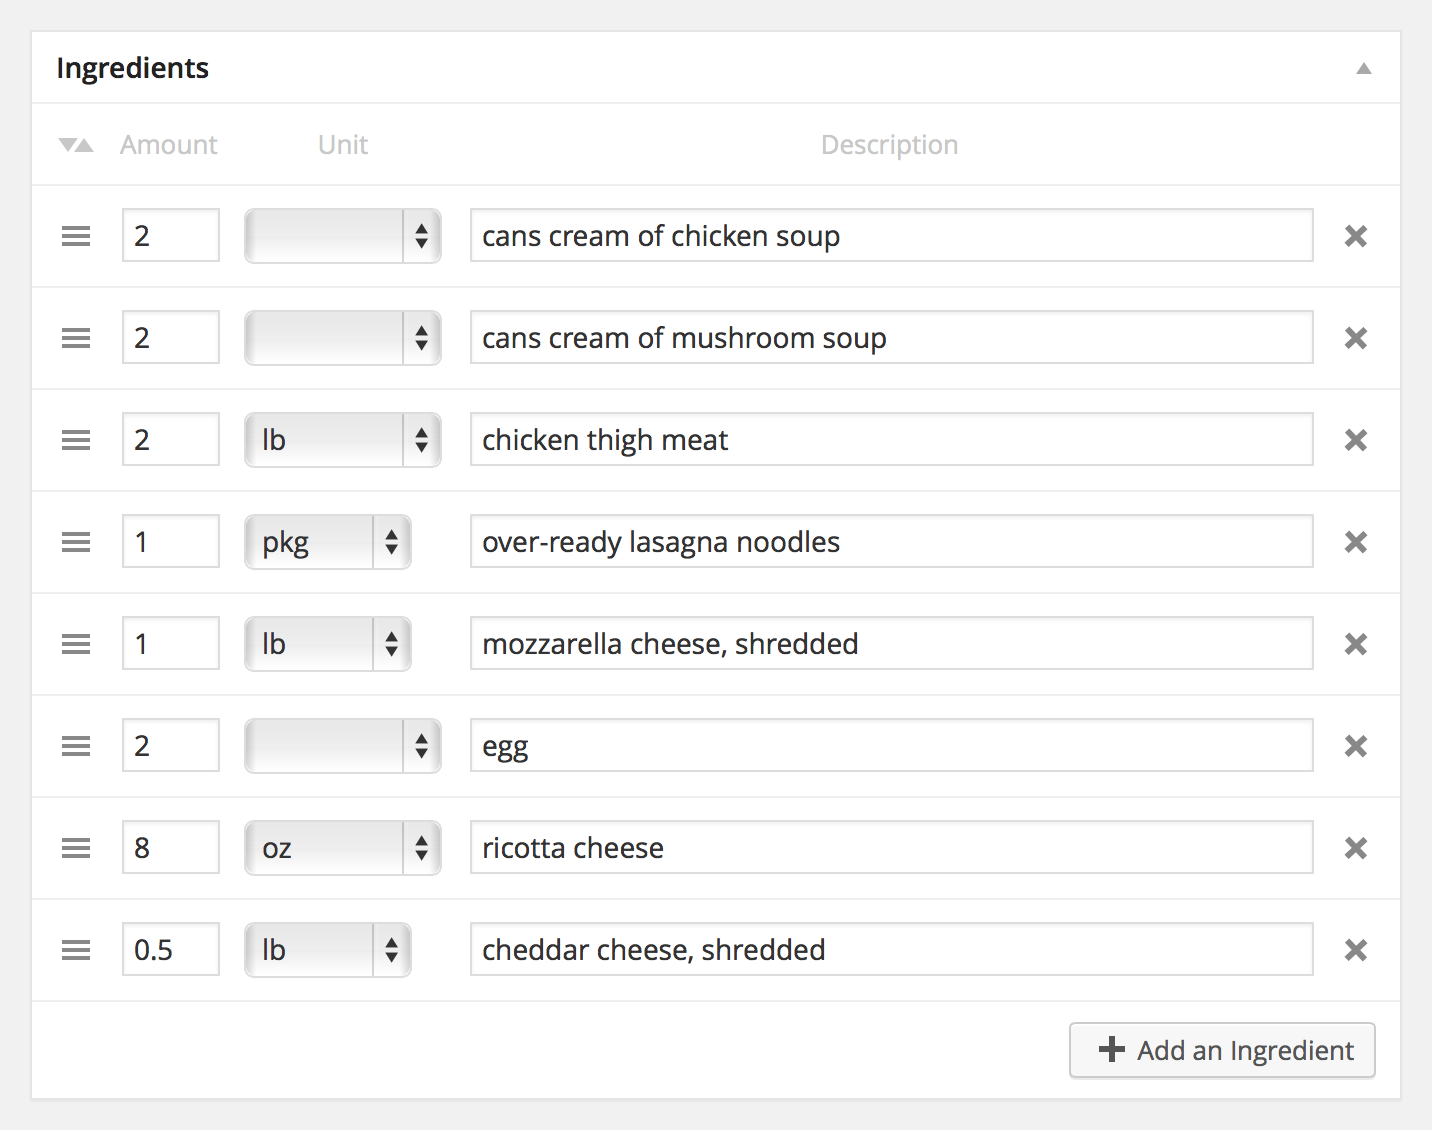 Ingredients
Amount Unit Description
2 cans cream of chicken soup
2 cans cream of mushroom soup
2 lb chicken thigh meat
1 pkg over-ready lasagna noodles
1 lb mozzarella cheese, shredded
2 egg
8 oz ricotta cheese
0.5 lb cheddar cheese, shredded
Add an Ingredient